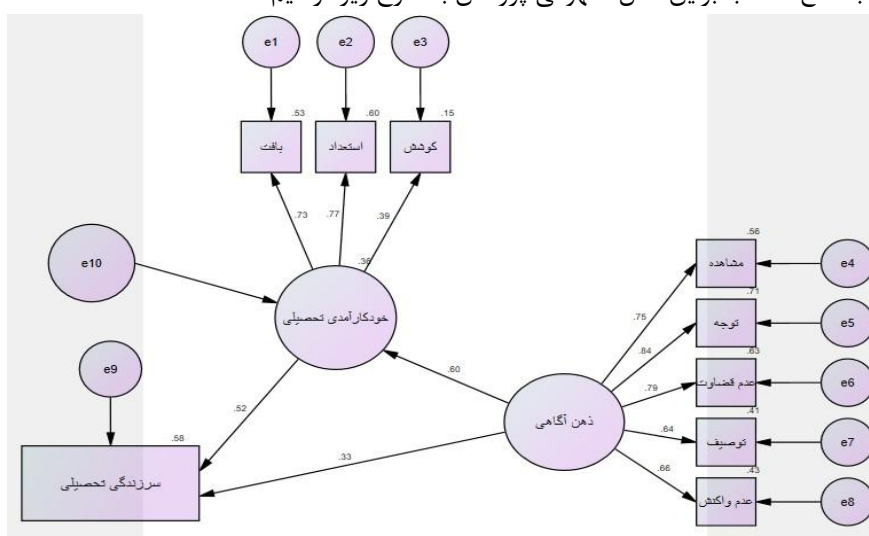 e1 e2 e3
.53 .60 .15
بافت استعداد کوشش
.73 .77 .39
.36
e10
خودکارآمدی تحصیلی
.56
مشاهده e4
.71
توجه e5
.63
عدم قضاوت e6
.41
توصیف e7
.43
عدم واکنش e8
.75
.84
.79
.64
.66
.60
ذهن آگاهی
e9
.52
.58
سرزندگی تحصیلی
.33